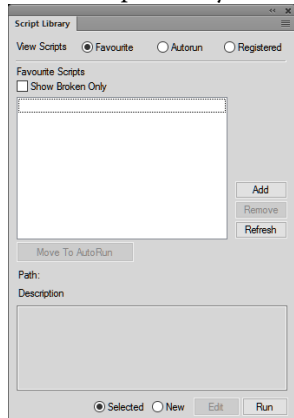 Script Library
View Scripts Favourite Autorun Registered
Favourite Scripts
Show Broken Only
Add
Remove
Refresh
Move To AutoRun
Path:
Description
Selected New Edit Run